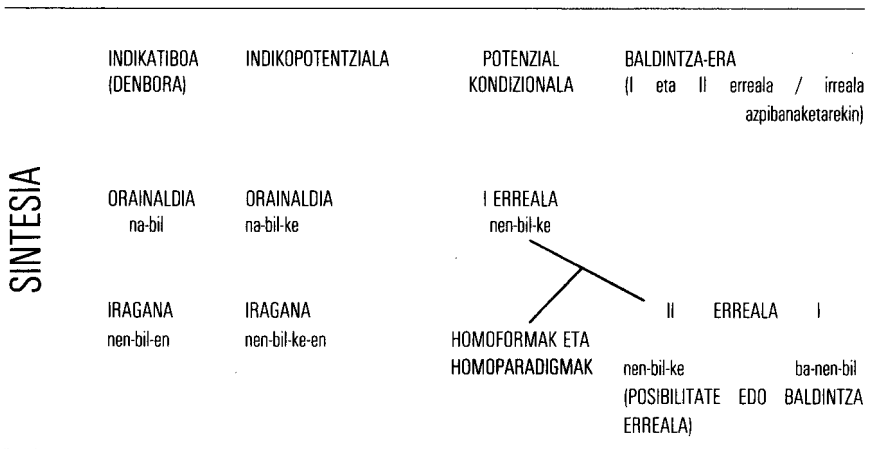 SINTESIA
INDIKATIBOA INDIKOPOTENTZIALA POTENZIAL BALDINTZA-ERA
(DENBORA) KONDIZIONALA (I eta II erreala / irreala
azpibanaketarekin)
ORAINALDIA ORAINALDIA I ERREALA
na-bil na-bil-ke nen-bil-ke
IRAGANA IRAGANA II ERREALA I
nen-bil-en nen-bil-ke-en HOMOFORMAK ETA
HOMOPARADIGMAK nen-bil-ke ba-nen-bil
(POSIBILITATE EDO BALDINTZA
ERREALA)